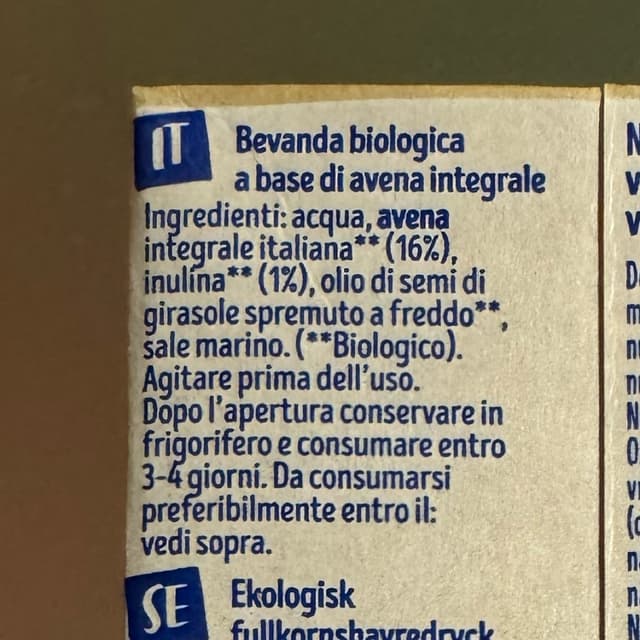 IT
Bevanda biologica
a base di avena integrale
Ingredienti: acqua, avena
integrale italiana** (16%),
inulina** (1%), olio di semi di
girasole spremuto a freddo**,
sale marino. (**Biologico).
Agitare prima dell'uso.
Dopo l'apertura conservare in
frigorifero e consumare entro
3-4 giorni. Da consumarsi
preferibilmente entro il:
vedi sopra.
SE
Ekologisk
fullkornshavredryck